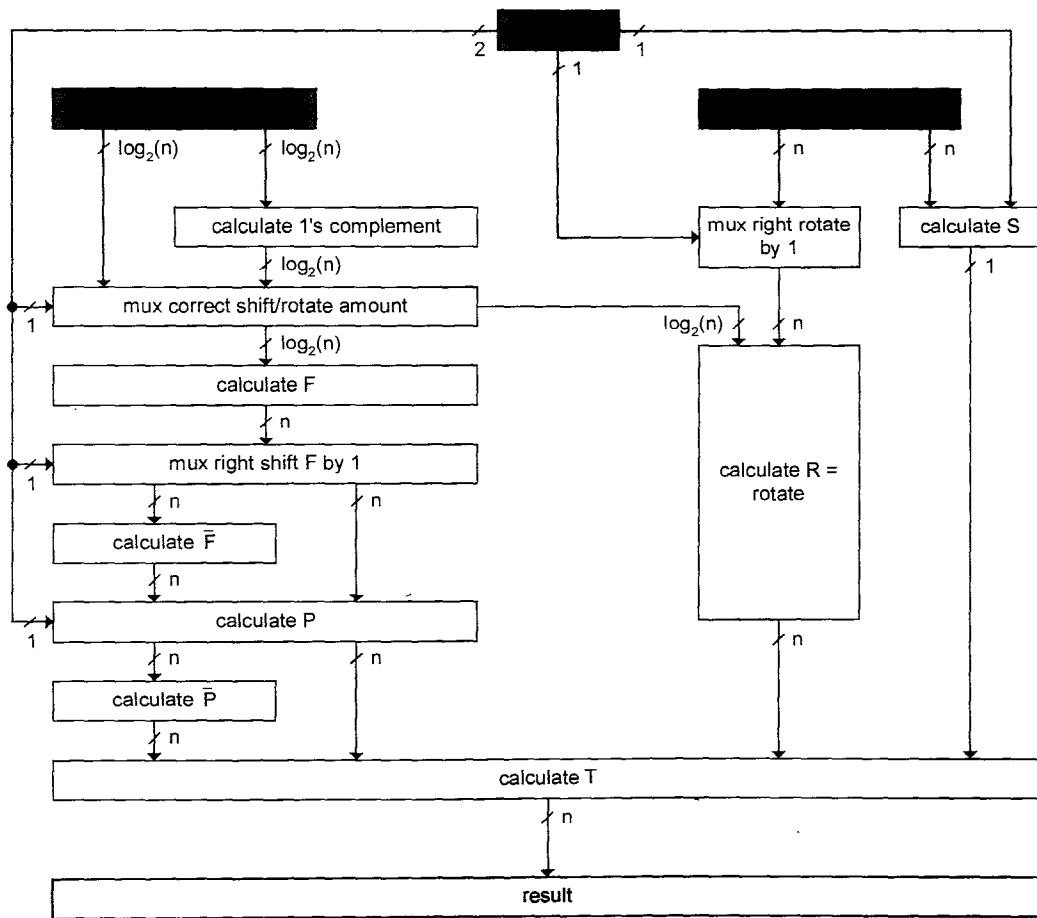 2
1
1
log2(n)
log2(n)
n
n
calculate 1's complement
mux right rotate
by 1
calculate S
log2(n)
1
mux correct shift/rotate amount
1
log2(n)
n
log2(n)
calculate F
n
mux right shift F by 1
1
calculate R =
rotate
n
n
calculate F̅
n
calculate P
1
n
n
n
calculate P̅
n
calculate T
n
result